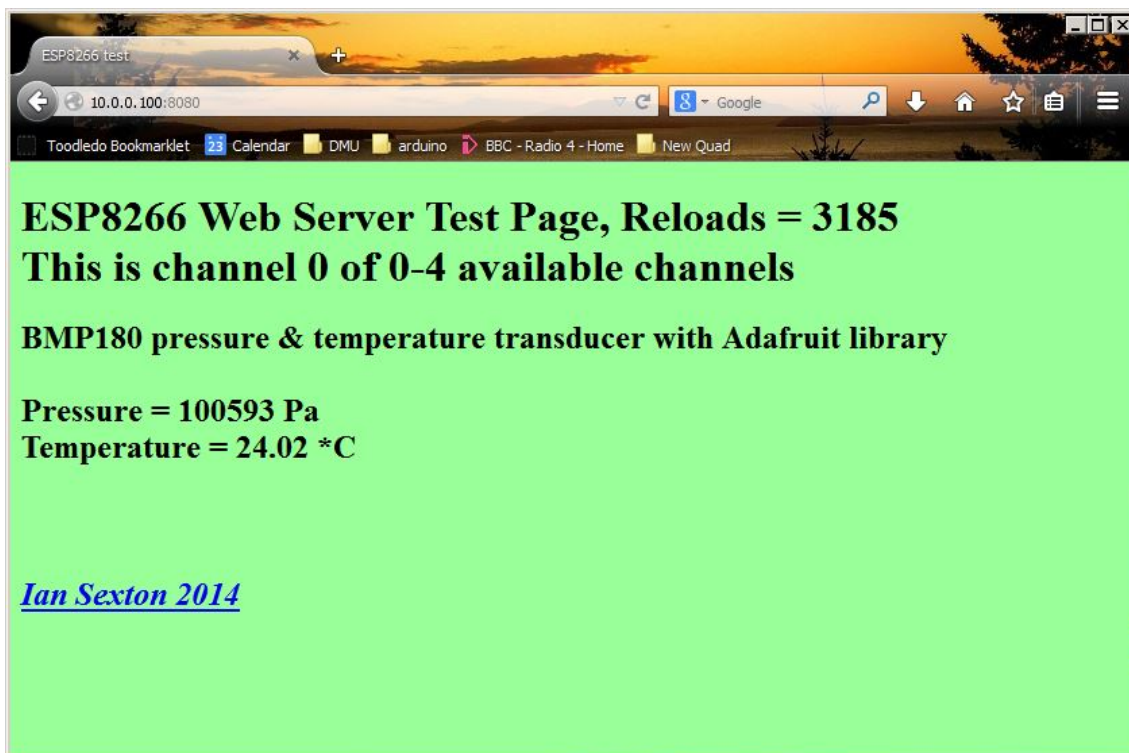 ESP8266 test
10.0.0.100:8080
8 Google
Toodledo Bookmarklet 23 Calendar DMU arduino BBC - Radio 4 - Home New Quad
ESP8266 Web Server Test Page, Reloads = 3185
This is channel 0 of 0-4 available channels
BMP180 pressure & temperature transducer with Adafruit library
Pressure = 100593 Pa
Temperature = 24.02 *C
Ian Sexton 2014